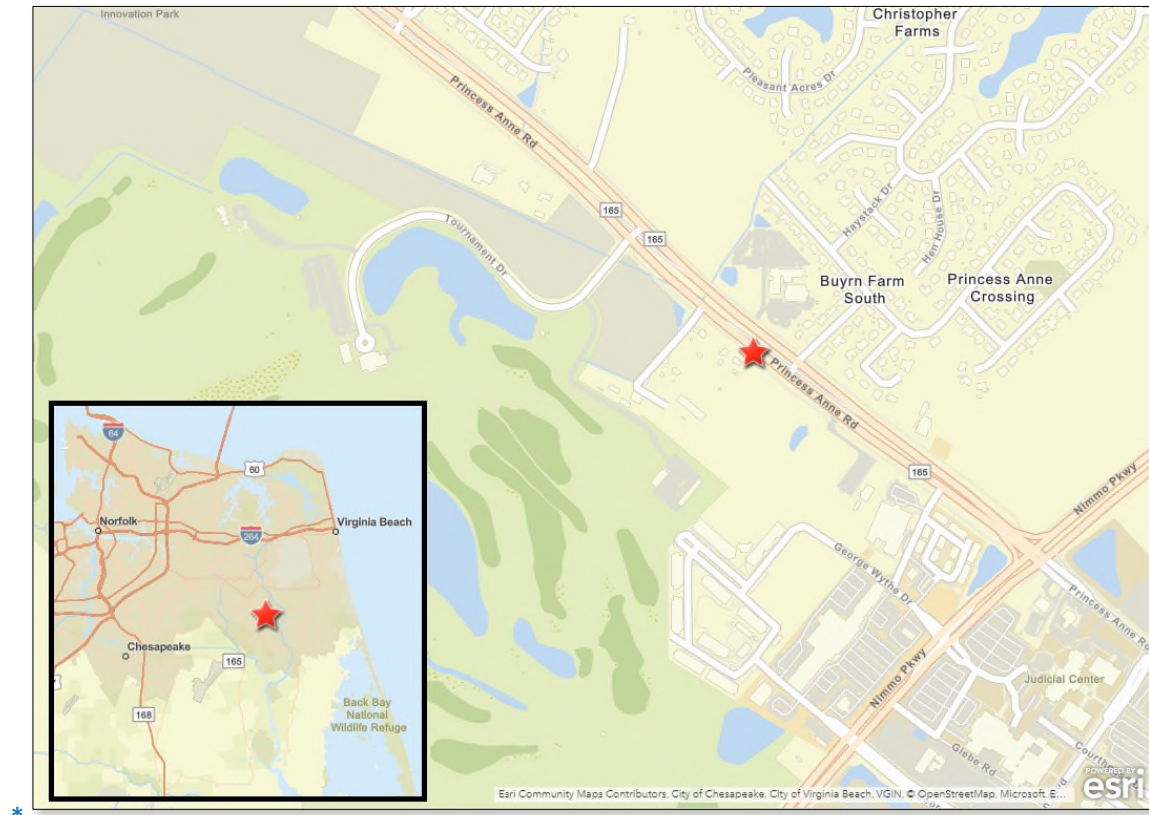 Innovation Park
Christopher
Farms
Pleasant Acres Dr
Princess Anne Rd
Haystack Dr
Hen House Dr
165
165
Tournament Dr
Buyrn Farm
South
Princess Anne
Crossing
Princess Anne Rd
165
Nimmo Pkwy
George Wythe Dr
Princess Anne Rd
Judicial Center
Nimmo Pkwy
Glebe Rd
64
60
Norfolk
Virginia Beach
264
Chesapeake
165
168
Back Bay
National
Wildlife Refuge
POWERED BY
esri
Esri Community Maps Contributors, City of Chesapeake, City of Virginia Beach, VGIN, © OpenStreetMap, Microsoft, E...
*